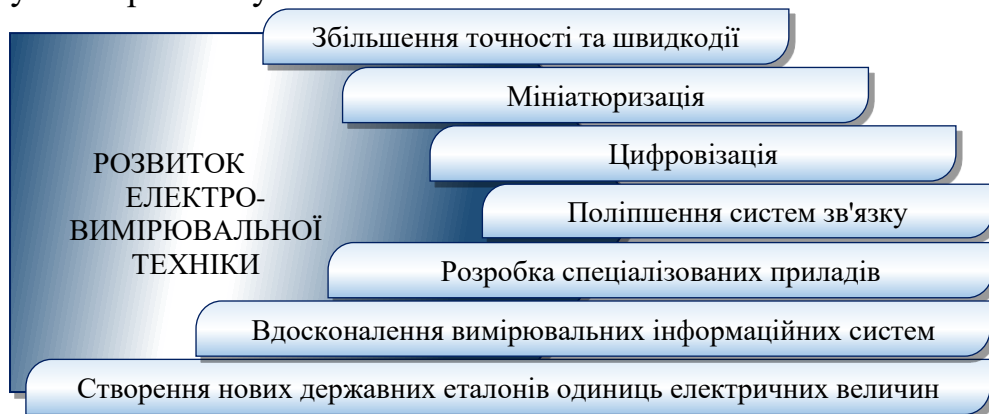 Збільшення точності та швидкодії
Мініатюризація
Цифровізація
Поліпшення систем зв'язку
Розробка спеціалізованих приладів
Вдосконалення вимірювальних інформаційних систем
Створення нових державних еталонів одиниць електричних величин
РОЗВИТОК
ЕЛЕКТРО-
ВИМІРЮВАЛЬНОЇ
ТЕХНІКИ